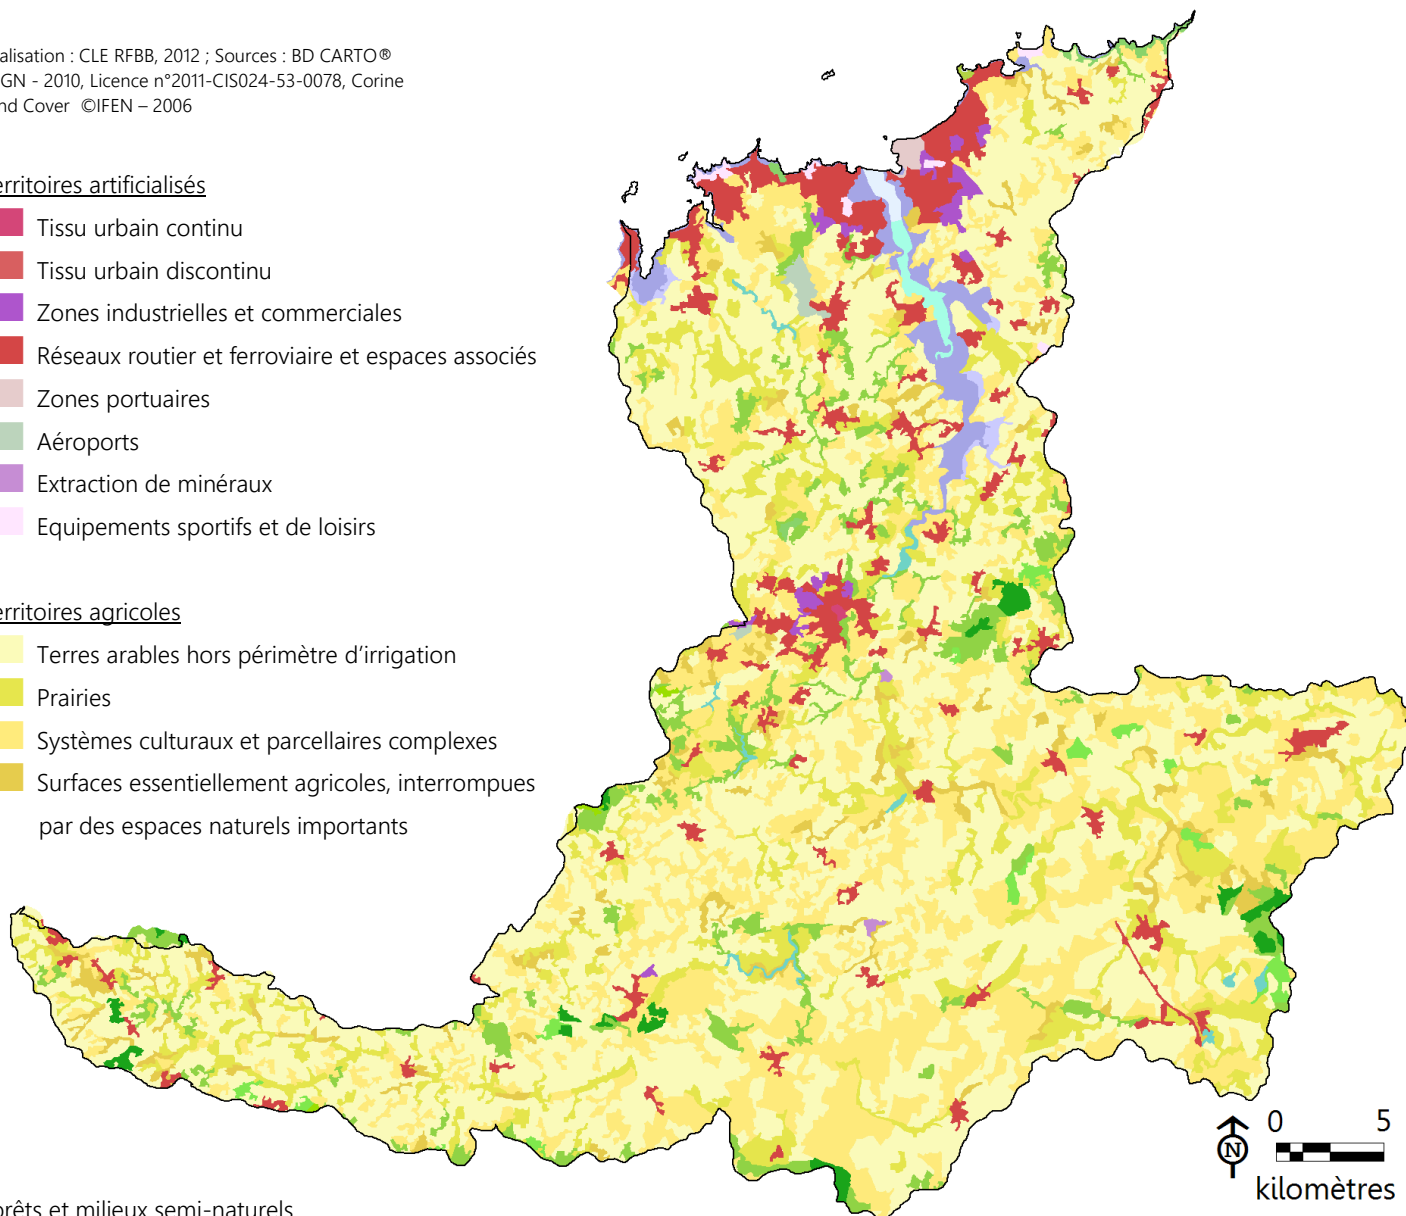 alisation : CLE RFBB, 2012 ; Sources : BD CARTO®
GN - 2010, Licence n°2011-CIS024-53-0078, Corine
nd Cover ©IFEN – 2006
erritoires artificialisés
Tissu urbain continu
Tissu urbain discontinu
Zones industrielles et commerciales
Réseaux routier et ferroviaire et espaces associés
Zones portuaires
Aéroports
Extraction de minéraux
Equipements sportifs et de loisirs
erritoires agricoles
Terres arables hors périmètre d’irrigation
Prairies
Systèmes culturaux et parcellaires complexes
Surfaces essentiellement agricoles, interrompues
par des espaces naturels importants
0 5
N
kilomètres
orêts et milieux semi-naturels